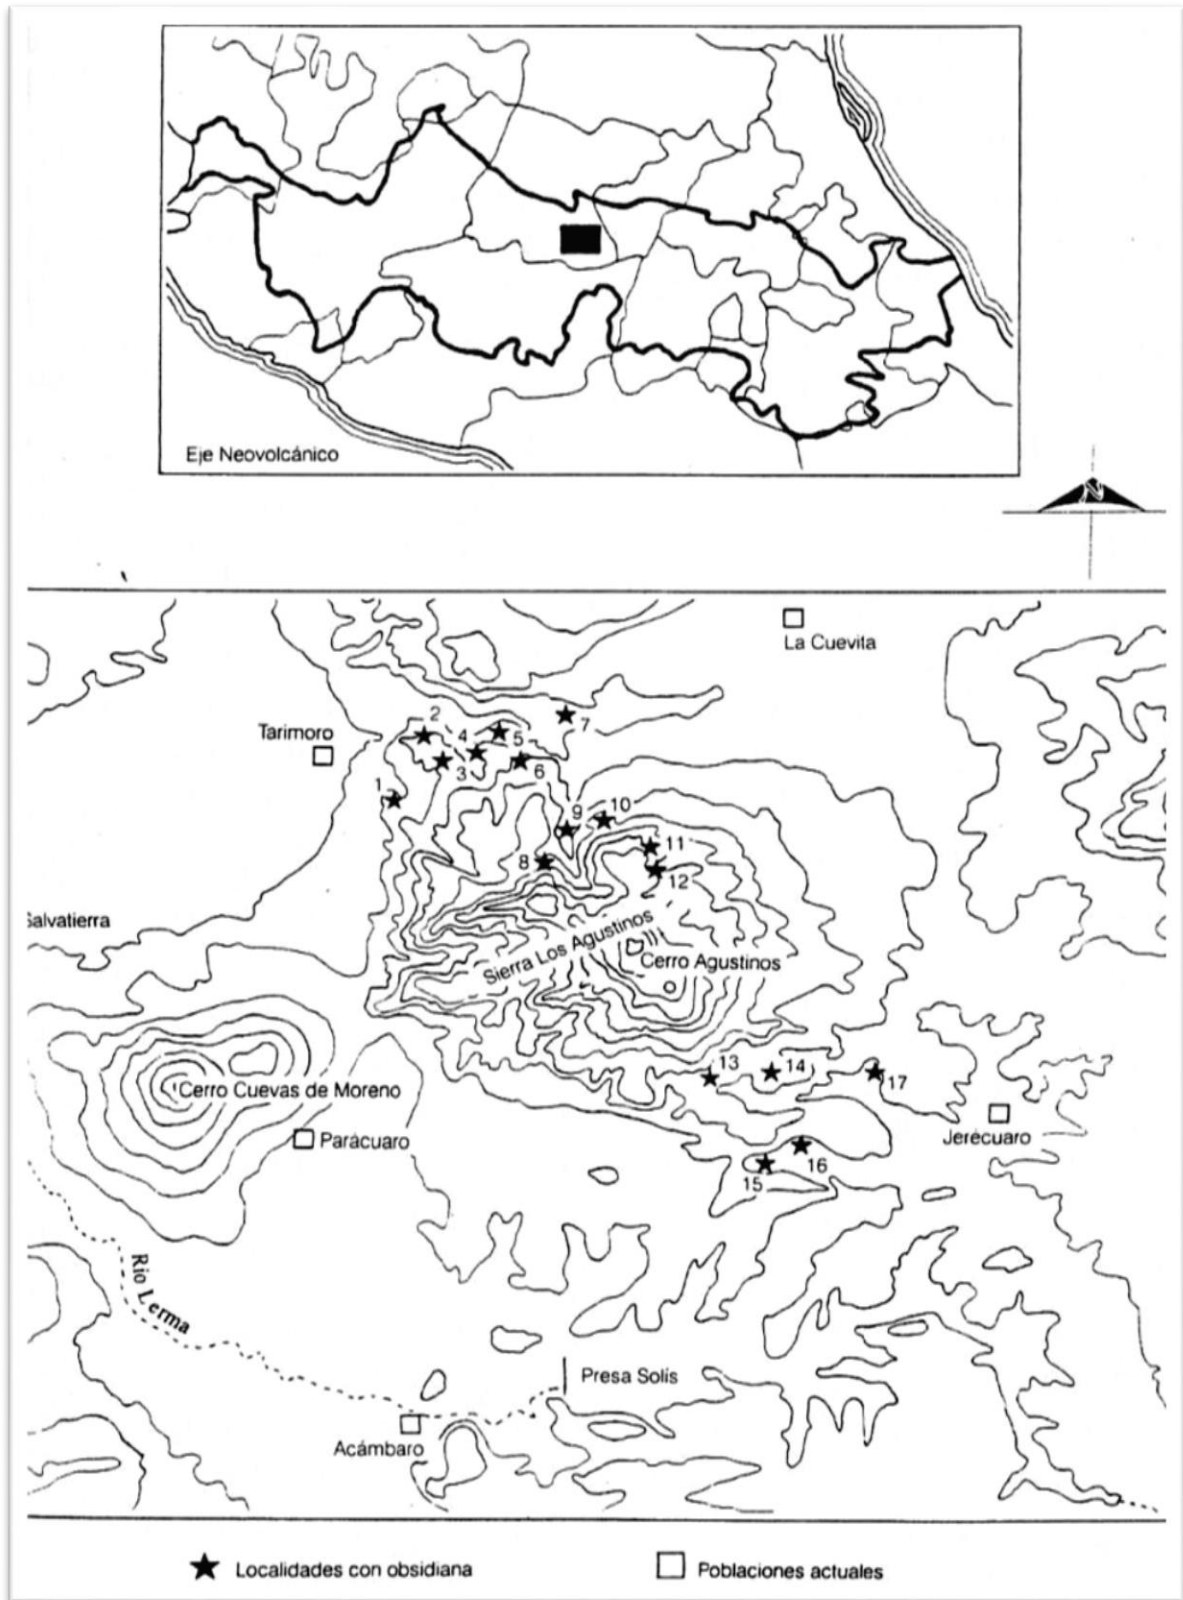 Eje Neovolcánico
N
La Cuevita
Tarimoro
2
7
4
5
3
6
1
9
10
11
8
12
Salvatierra
Sierra Los Agustinos
Cerro Agustinos
13
14
17
Cerro Cuevas de Moreno
Parácuaro
Jerécuaro
16
15
Rio Lerma
Presa Solís
Acámbaro
Localidades con obsidiana
Poblaciones actuales